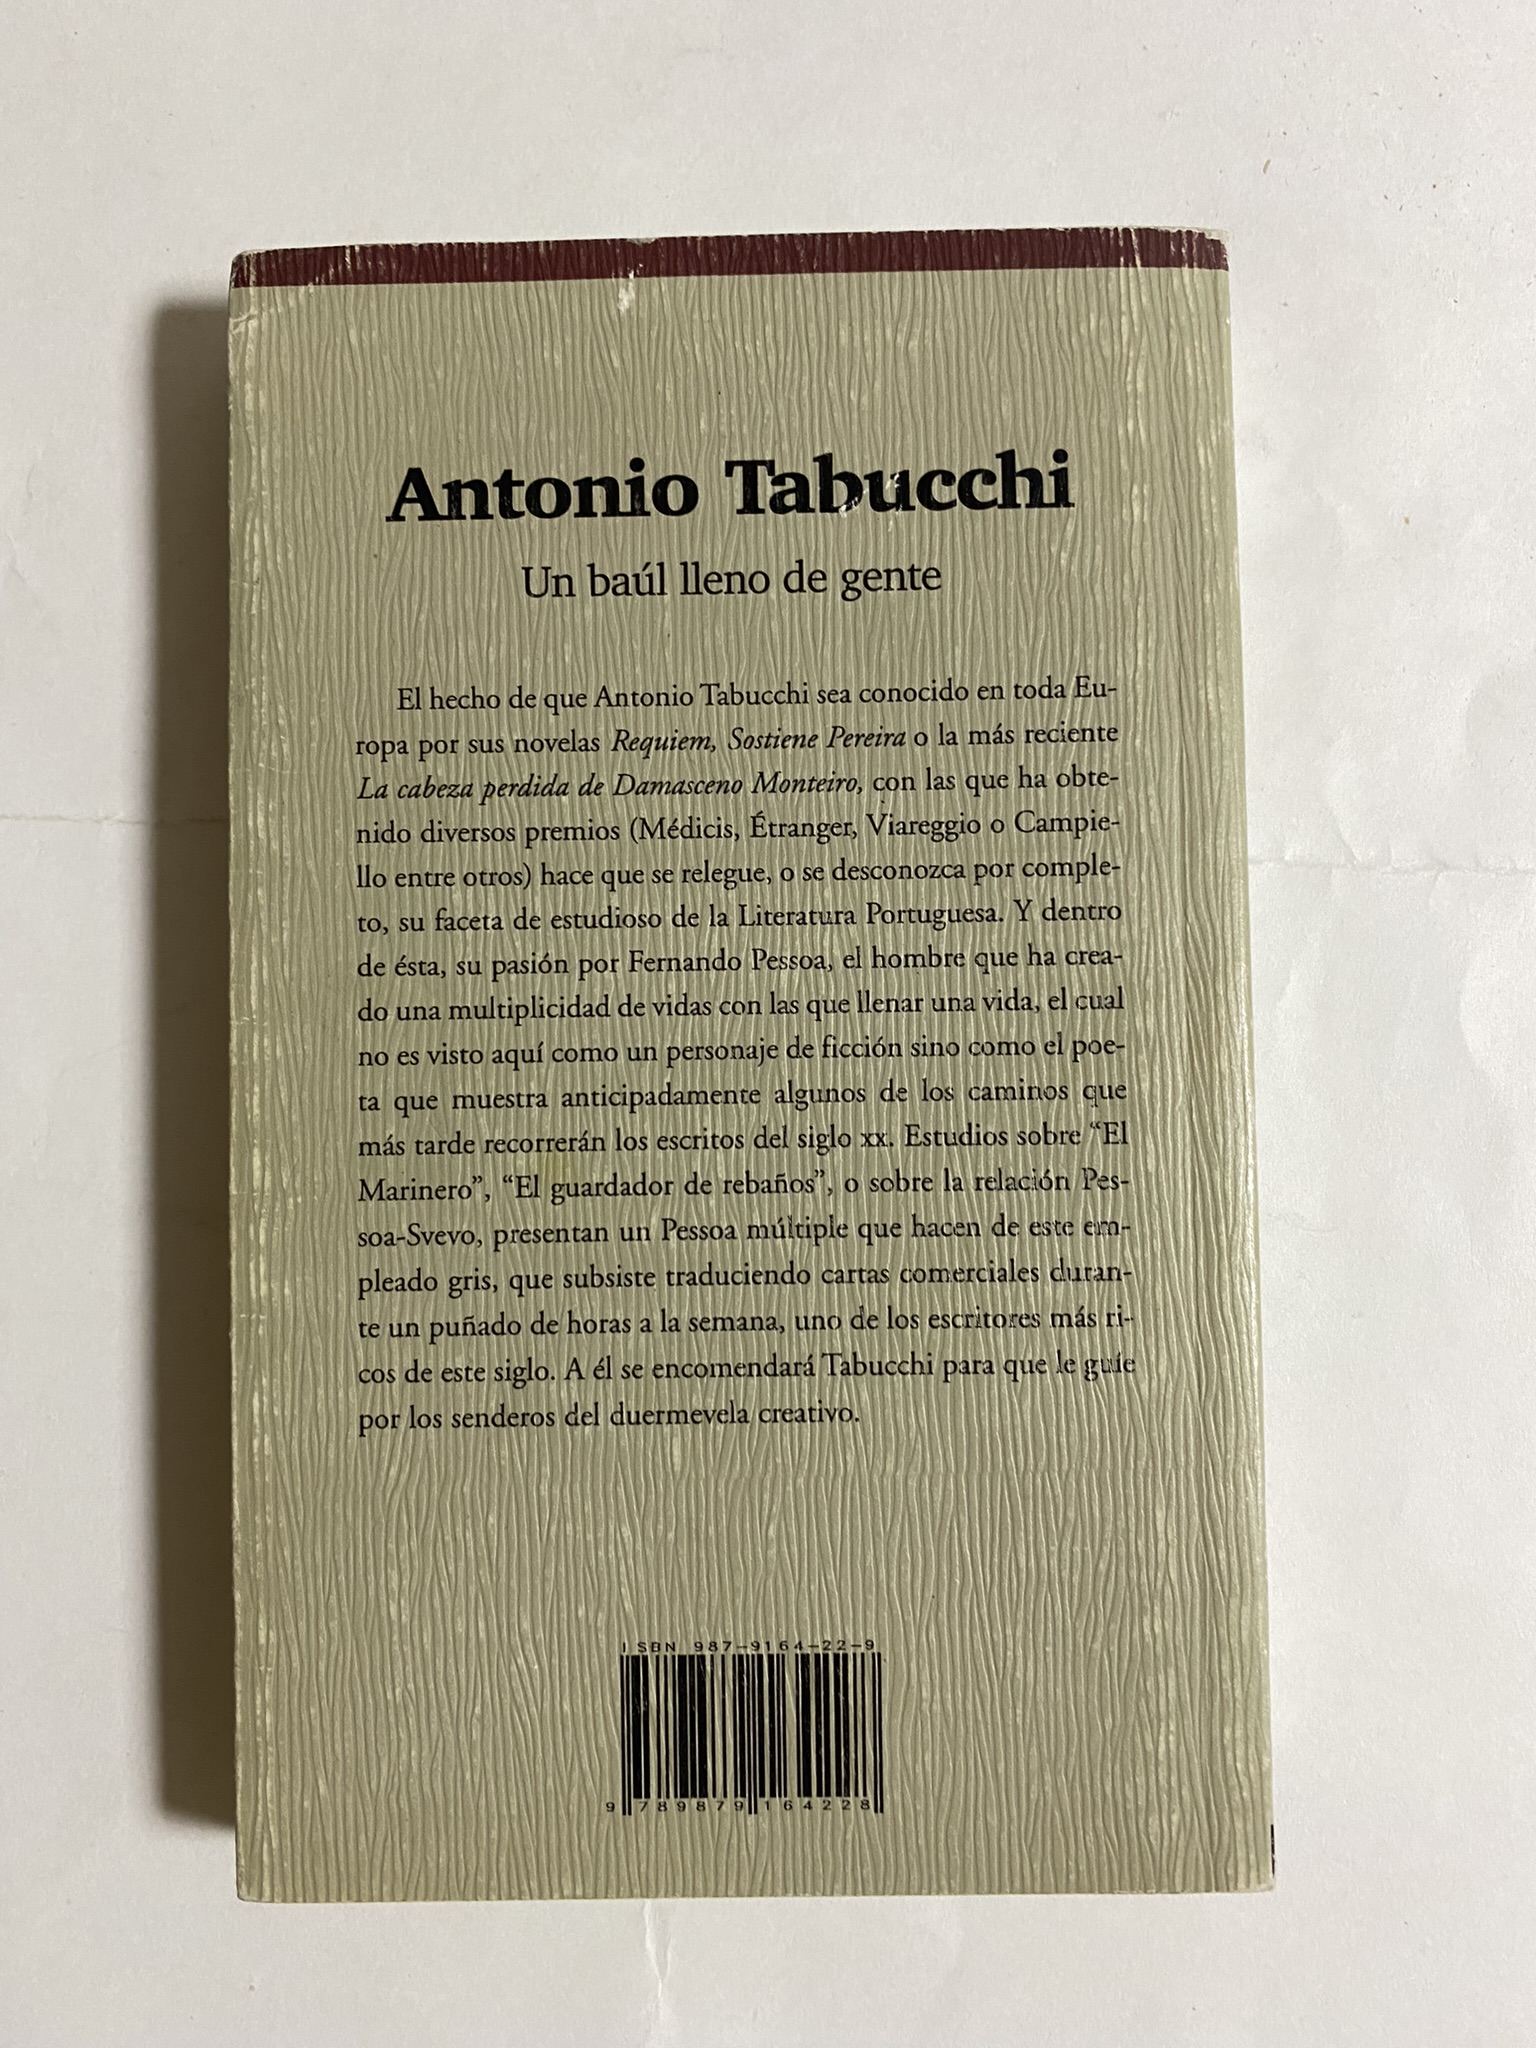 Antonio Tabucchi
Un baúl lleno de gente
El hecho de que Antonio Tabucchi sea conocido en toda Eu-
ropa por sus novelas Requiem, Sostiene Pereira o la más reciente
La cabeza perdida de Damasceno Monteiro, con las que ha obte-
nido diversos premios (Médicis, Étranger, Viareggio o Campie-
llo entre otros) hace que se relegue, o se desconozca por comple-
to, su faceta de estudioso de la Literatura Portuguesa. Y dentro
de ésta, su pasión por Fernando Pessoa, el hombre que ha crea-
do una multiplicidad de vidas con las que llenar una vida, el cual
no es visto aquí como un personaje de ficción sino como el poe-
ta que muestra anticipadamente algunos de los caminos que
más tarde recorrerán los escritos del siglo XX. Estudios sobre “El
Marinero”, “El guardador de rebaños”, o sobre la relación Pes-
soa-Svevo, presentan un Pessoa múltiple que hacen de este em-
pleado gris, que subsiste traduciendo cartas comerciales duran-
te un puñado de horas a la semana, uno de los escritores más ri-
cos de este siglo. A él se encomendará Tabucchi para que le guíe
por los senderos del duermevela creativo.
ISBN 987-9164-22-9
9 789879 164228